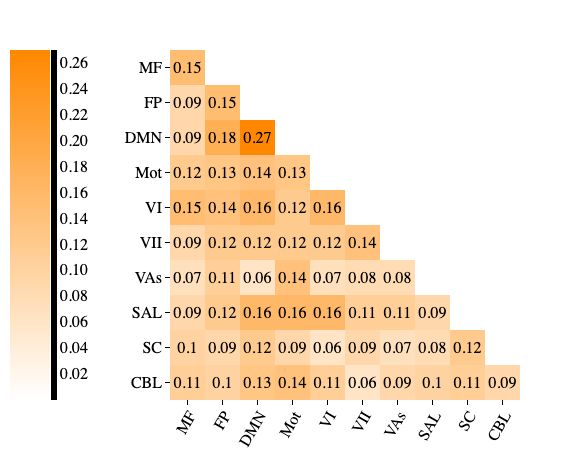 0.26
0.24
0.22
0.20
0.18
0.16
0.14
0.12
0.10
0.08
0.06
0.04
0.02
MF 0.15
FP 0.09 0.15
DMN 0.09 0.18 0.27
Mot 0.12 0.13 0.14 0.13
VI 0.15 0.14 0.16 0.12 0.16
VII 0.09 0.12 0.12 0.12 0.12 0.14
VAs 0.07 0.11 0.06 0.14 0.07 0.08 0.08
SAL 0.09 0.12 0.16 0.16 0.16 0.11 0.11 0.09
SC 0.1 0.09 0.12 0.09 0.06 0.09 0.07 0.08 0.12
CBL 0.11 0.1 0.13 0.14 0.11 0.06 0.09 0.1 0.11 0.09
MF FP DMN Mot VI VII VAs SAL SC CBL